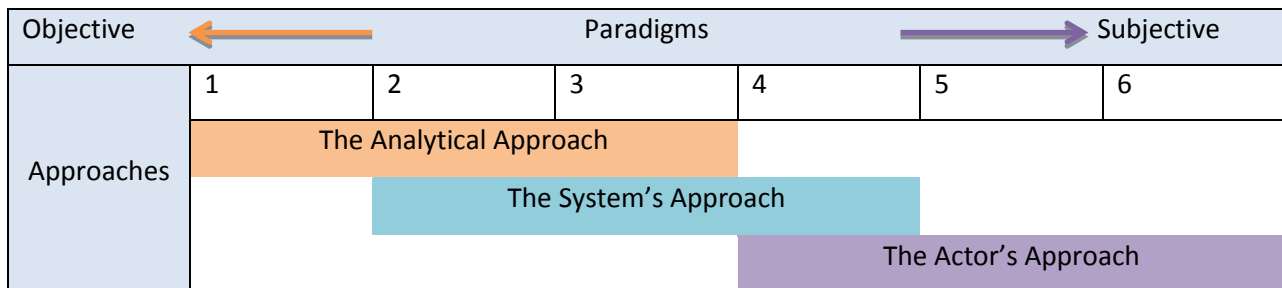 Objective Paradigms Subjective
1 2 3 4 5 6
The Analytical Approach
Approaches
The System’s Approach
The Actor’s Approach